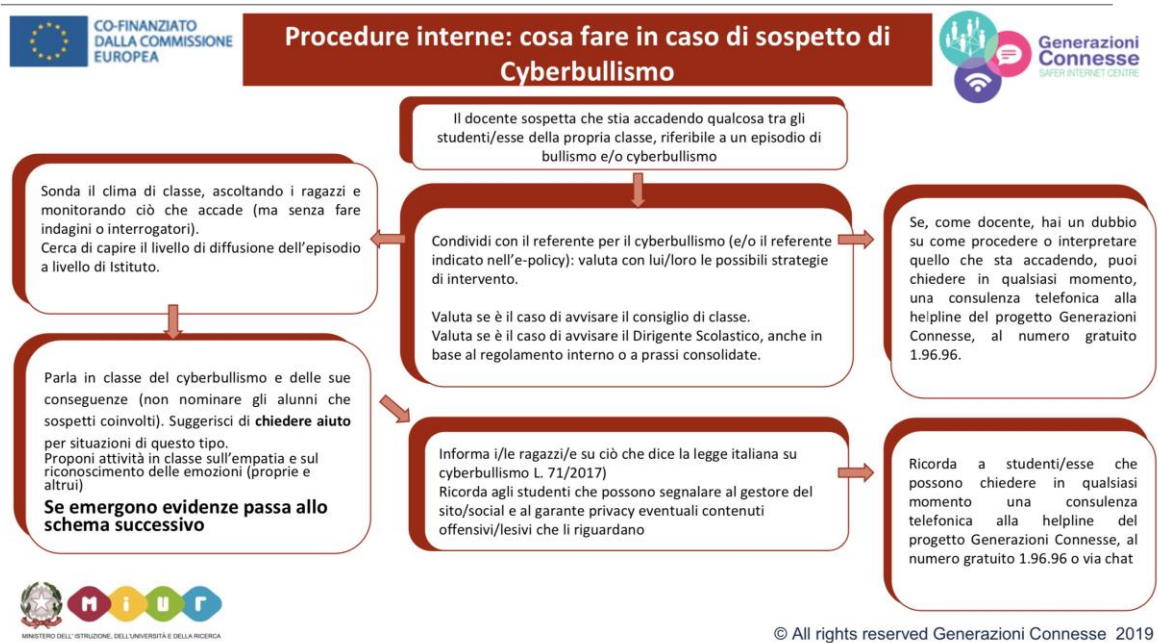 CO-FINANZIATO
DALLA COMMISSIONE
EUROPEA
Procedure interne: cosa fare in caso di sospetto di
Cyberbullismo
Generazioni
Connesse
SAFER INTERNET CENTRE
Il docente sospetta che stia accadendo qualcosa tra gli
studenti/esse della propria classe, riferibile a un episodio di
bullismo e/o cyberbullismo
Sonda il clima di classe, ascoltando i ragazzi e
monitorando ciò che accade (ma senza fare
indagini o interrogatori).
Cerca di capire il livello di diffusione dell'episodio
a livello di Istituto.
Condividi con il referente per il cyberbullismo (e/o il referente
indicato nell'e-policy): valuta con lui/loro le possibili strategie
di intervento.
Valuta se è il caso di avvisare il consiglio di classe.
Valuta se è il caso di avvisare il Dirigente Scolastico, anche in
base al regolamento interno o a prassi consolidate.
Se, come docente, hai un dubbio
su come procedere o interpretare
quello che sta accadendo, puoi
chiedere in qualsiasi momento,
una consulenza telefonica alla
helpline del progetto Generazioni
Connesse, al numero gratuito
1.96.96.
Parla in classe del cyberbullismo e delle sue
conseguenze (non nominare gli alunni che
sospetti coinvolti). Suggerisci di chiedere aiuto
per situazioni di questo tipo.
Proponi attività in classe sull'empatia e sul
riconoscimento delle emozioni (proprie e
altrui)
Se emergono evidenze passa allo
schema successivo
Informa i/le ragazzi/e su ciò che dice la legge italiana su
cyberbullismo L. 71/2017)
Ricorda agli studenti che possono segnalare al gestore del
sito/social e al garante privacy eventuali contenuti
offensivi/lesivi che li riguardano
Ricorda a studenti/esse che
possono chiedere in qualsiasi
momento una consulenza
telefonica alla helpline del
progetto Generazioni Connesse, al
numero gratuito 1.96.96 o via chat
miur
MINISTERO DELL' ISTRUZIONE, DELL'UNIVERSITÀ E DELLA RICERCA
© All rights reserved Generazioni Connesse 2019